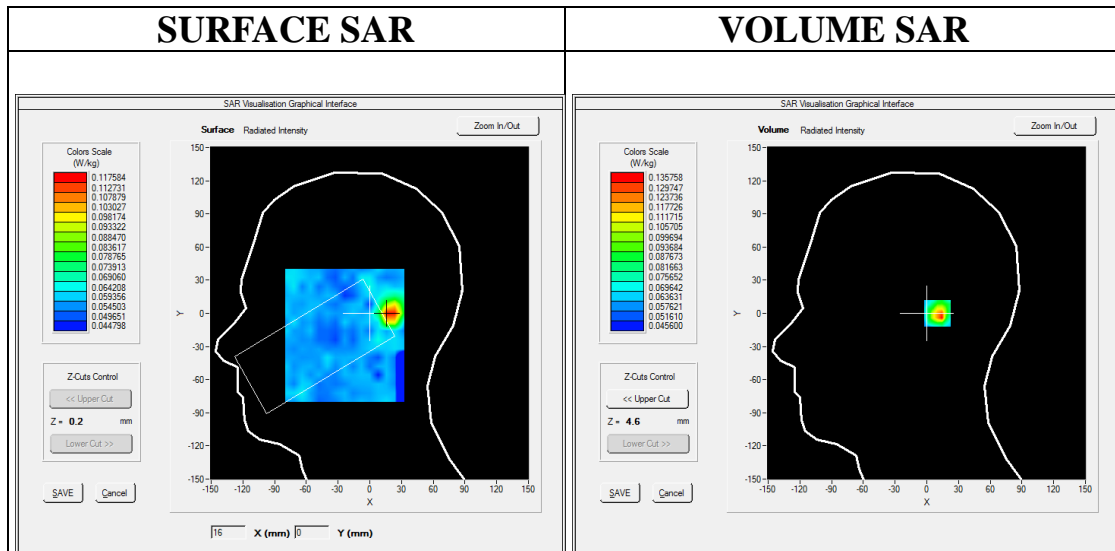 SURFACE SAR
VOLUME SAR
SAR Visualisation Graphical Interface
Surface Radiated Intensity
Zoom In/Out
Colors Scale
(W/kg)
0.117584
0.112731
0.107879
0.103027
0.098174
0.093322
0.088470
0.083617
0.078765
0.073913
0.069060
0.064208
0.059356
0.054503
0.049651
0.044798
Z-Cuts Control
<< Upper Cut
Z = 0.2 mm
Lower Cut >>
SAVE Cancel
150
120
90
60
30
0
-30
-60
-90
-120
-150
Y
-150 -120 -90 -60 -30 0 30 60 90
X
16 X (mm) 0 Y (mm)
SAR Visualisation Graphical Interface
Volume Radiated Intensity
Zoom In/Out
Colors Scale
(W/kg)
0.135758
0.129747
0.123736
0.117726
0.111715
0.105705
0.099694
0.093684
0.087673
0.081663
0.075652
0.069642
0.063631
0.057621
0.051610
0.045600
Z-Cuts Control
<< Upper Cut
Z = 4.6 mm
Lower Cut >>
SAVE Cancel
150
120
90
60
30
0
-30
-60
-90
-120
-150
Y
-150 -120 -90 -60 -30 0 30 60 90
X